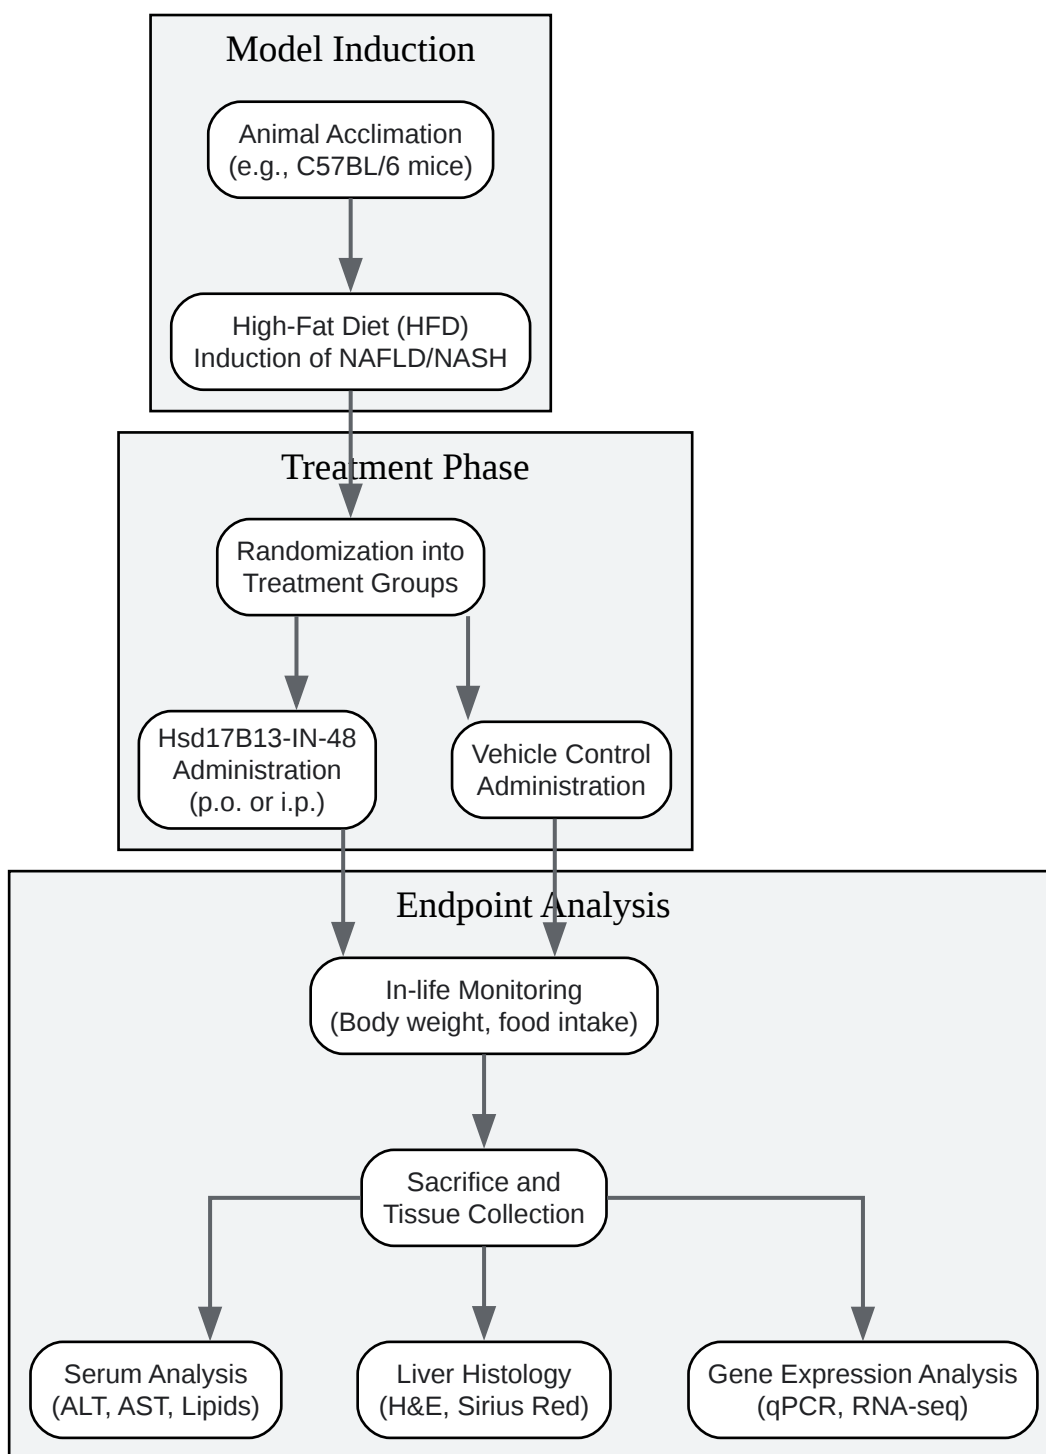 Model Induction
Animal Acclimation
(e.g., C57BL/6 mice)
High-Fat Diet (HFD)
Induction of NAFLD/NASH
Treatment Phase
Randomization into
Treatment Groups
Hsd17B13-IN-48
Administration
(p.o. or i.p.)
Vehicle Control
Administration
Endpoint Analysis
In-life Monitoring
(Body weight, food intake)
Sacrifice and
Tissue Collection
Serum Analysis
(ALT, AST, Lipids)
Liver Histology
(H&E, Sirius Red)
Gene Expression Analysis
(qPCR, RNA-seq)